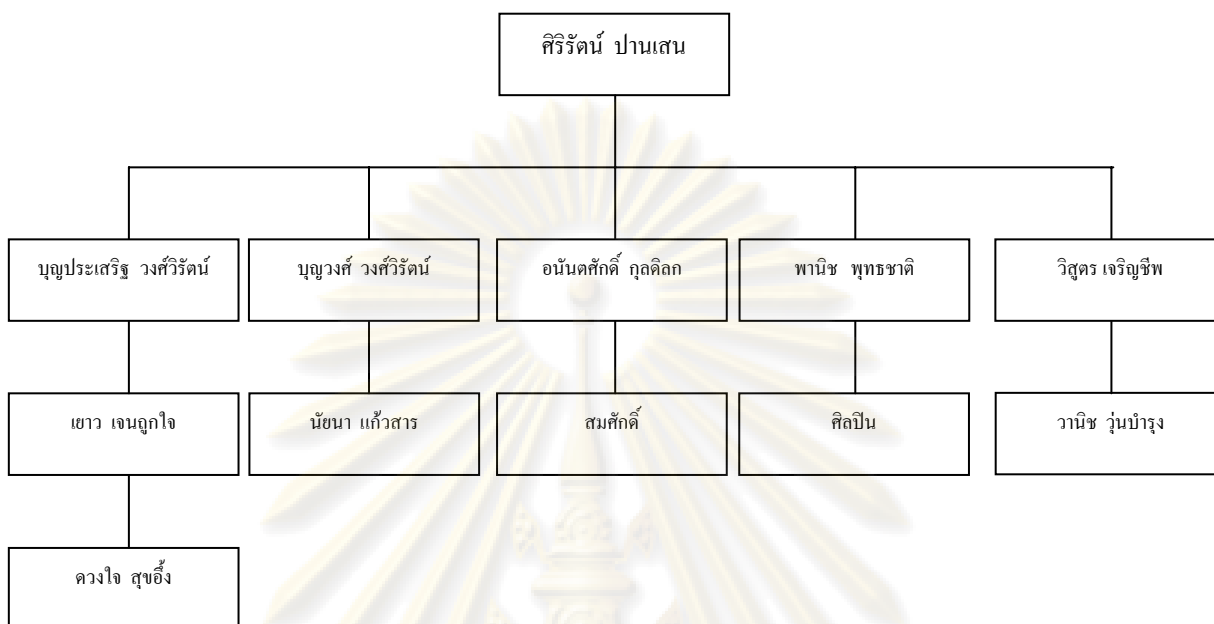 ศิริรัตน์ ปานเสน
บุญประเสริฐ วงศ์วิรัตน์
บุญวงศ์ วงศ์วิรัตน์
อนันตศักดิ์ กุลดิลก
พานิช พุทธชาติ
วิสูตร เจริญชีพ
เยาว เจนถูกใจ
นัยนา แก้วสาร
สมศักดิ์
ศิลปิน
วานิช วุ่นบำรุง
ดวงใจ สุขอึ้ง